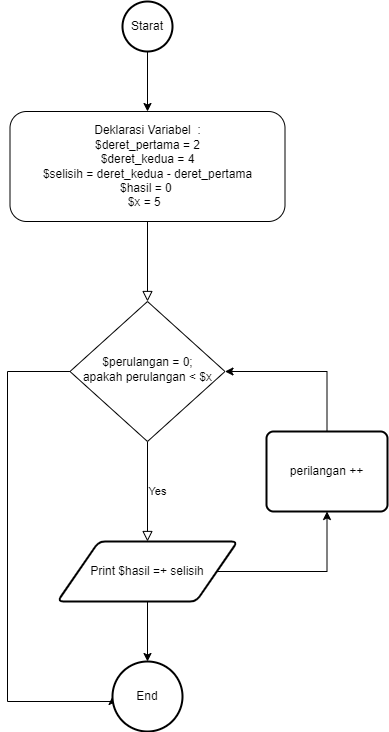 Starat
Deklarasi Variabel  :
$deret_pertama = 2
$deret_kedua = 4
$selisih = deret_kedua - deret_pertama
$hasil = 0
$x = 5
$perulangan = 0;
apakah perulangan < $x
perilangan ++
Yes
Print $hasil =+ selisih
End